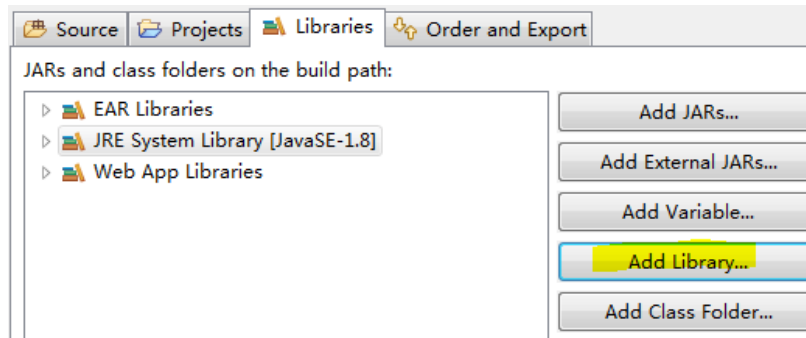 Source Projects Libraries Order and Export
JARs and class folders on the build path:
EAR Libraries
JRE System Library [JavaSE-1.8]
Web App Libraries
Add JARs...
Add External JARs...
Add Variable...
Add Library...
Add Class Folder...